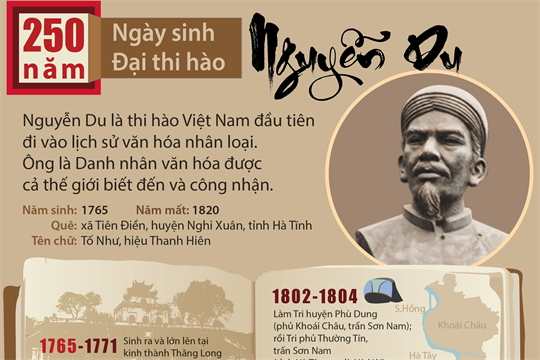 250
năm
Ngày sinh
Đại thi hào
Nguyễn Du
Nguyễn Du là thi hào Việt Nam đầu tiên
đi vào lịch sử văn hóa nhân loại.
Ông là Danh nhân văn hóa được
cả thế giới biết đến và công nhận.
Năm sinh: 1765 Năm mất: 1820
Quê: xã Tiên Điền, huyện Nghi Xuân, tỉnh Hà Tĩnh
Tên chữ: Tố Như, hiệu Thanh Hiên
1765-1771 Sinh ra và lớn lên tại
kinh thành Thăng Long
1802-1804
Làm Tri huyện Phù Dung
(phủ Khoái Châu, trấn Sơn Nam);
rồi Tri phủ Thường Tín,
trấn Sơn Nam
S.Hồng
Khoái Châu
Hà Tây